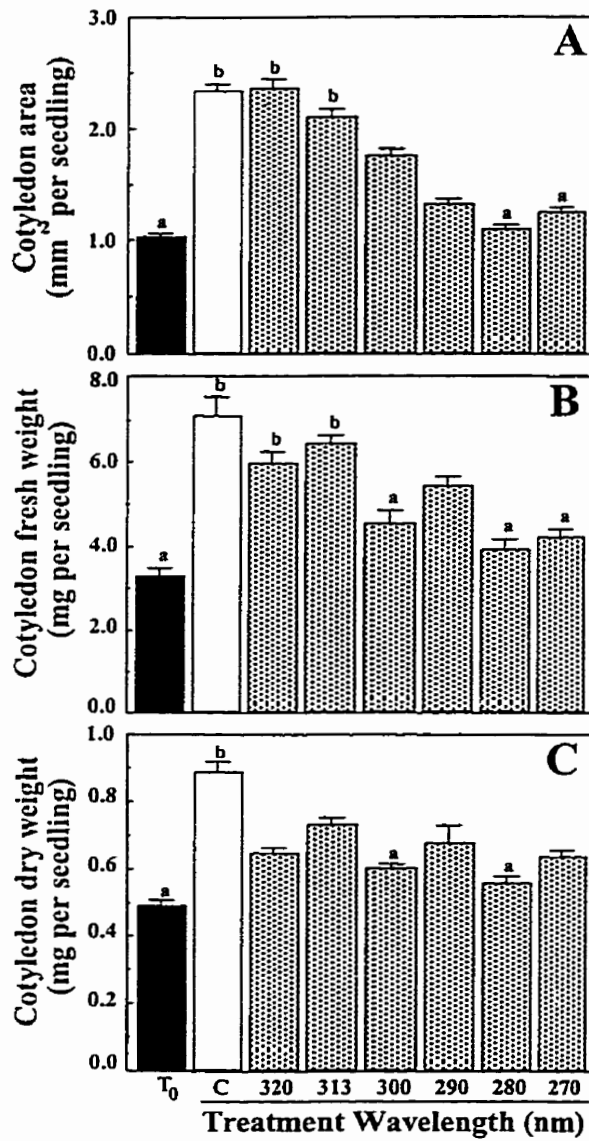 A
Cotyledon area
(mm² per seedling)
3.0
2.0
1.0
0.0
a
b
b
b
a
a
B
Cotyledon fresh weight
(mg per seedling)
8.0
6.0
4.0
2.0
0.0
a
b
b
b
a
a
a
C
Cotyledon dry weight
(mg per seedling)
1.0
0.8
0.6
0.4
0.2
0.0
a
b
a
a
T₀ C 320 313 300 290 280 270
Treatment Wavelength (nm)